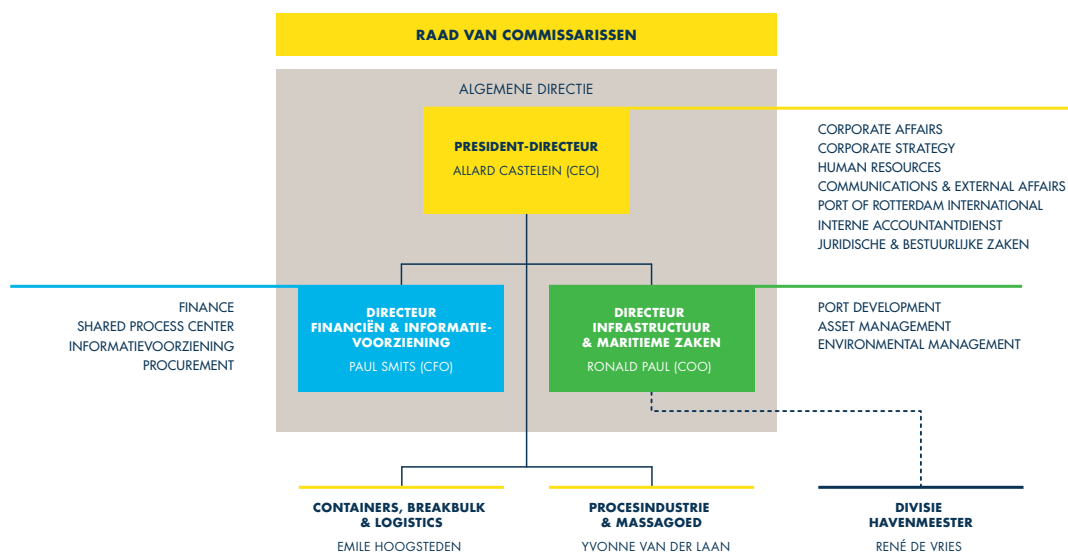 RAAD VAN COMMISSARISSEN
ALGEMENE DIRECTIE
PRESIDENT-DIRECTEUR
ALLARD CASTELEIN (CEO)
CORPORATE AFFAIRS
CORPORATE STRATEGY
HUMAN RESOURCES
COMMUNICATIONS & EXTERNAL AFFAIRS
PORT OF ROTTERDAM INTERNATIONAL
INTERNE ACCOUNTANTDIENST
JURIDISCHE & BESTUURLIJKE ZAKEN
FINANCE
SHARED PROCESS CENTER
INFORMATIEVOORZIENING
PROCUREMENT
DIRECTEUR
FINANCIËN & INFORMATIE-
VOORZIENING
PAUL SMITS (CFO)
DIRECTEUR
INFRASTRUCTUUR
& MARITIEME ZAKEN
RONALD PAUL (COO)
PORT DEVELOPMENT
ASSET MANAGEMENT
ENVIRONMENTAL MANAGEMENT
CONTAINERS, BREAKBULK
& LOGISTICS
EMILE HOOGSTEDEN
PROCESINDUSTRIE
& MASSAGOED
YVONNE VAN DER LAAN
DIVISIE
HAVENMEESTER
RENÉ DE VRIES